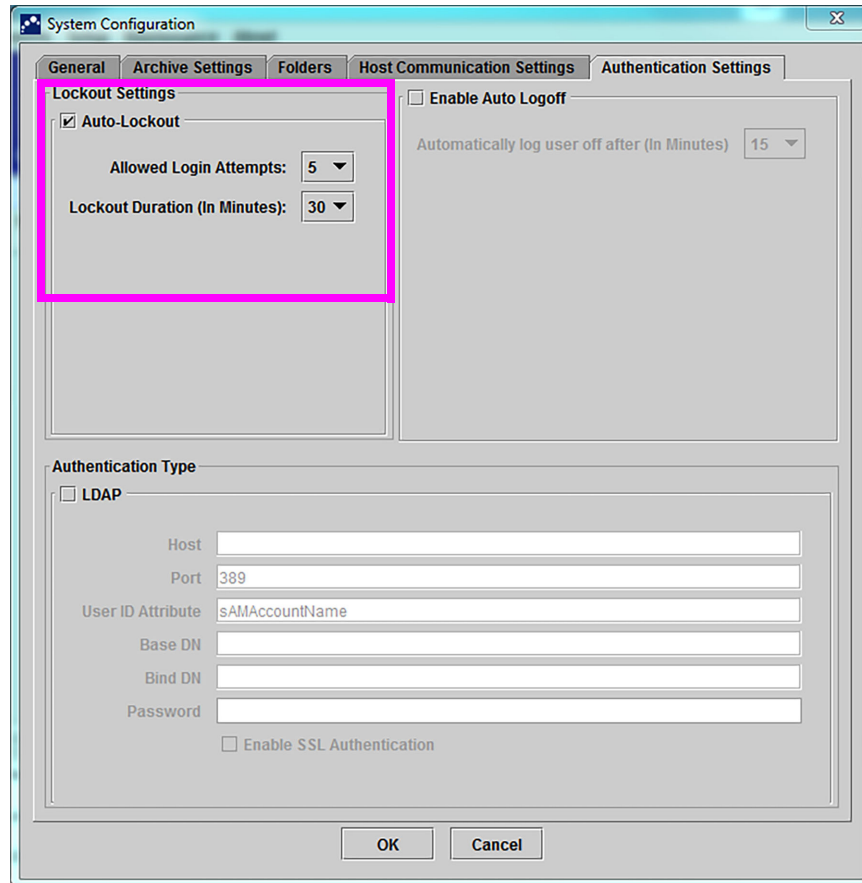 System Configuration
General Archive Settings Folders Host Communication Settings Authentication Settings
Lockout Settings
Auto-Lockout
Allowed Login Attempts: 5
Lockout Duration (In Minutes): 30
Enable Auto Logoff
Automatically log user off after (In Minutes) 15
Authentication Type
LDAP
Host
Port 389
User ID Attribute sAMAccountName
Base DN
Bind DN
Password
Enable SSL Authentication
OK Cancel